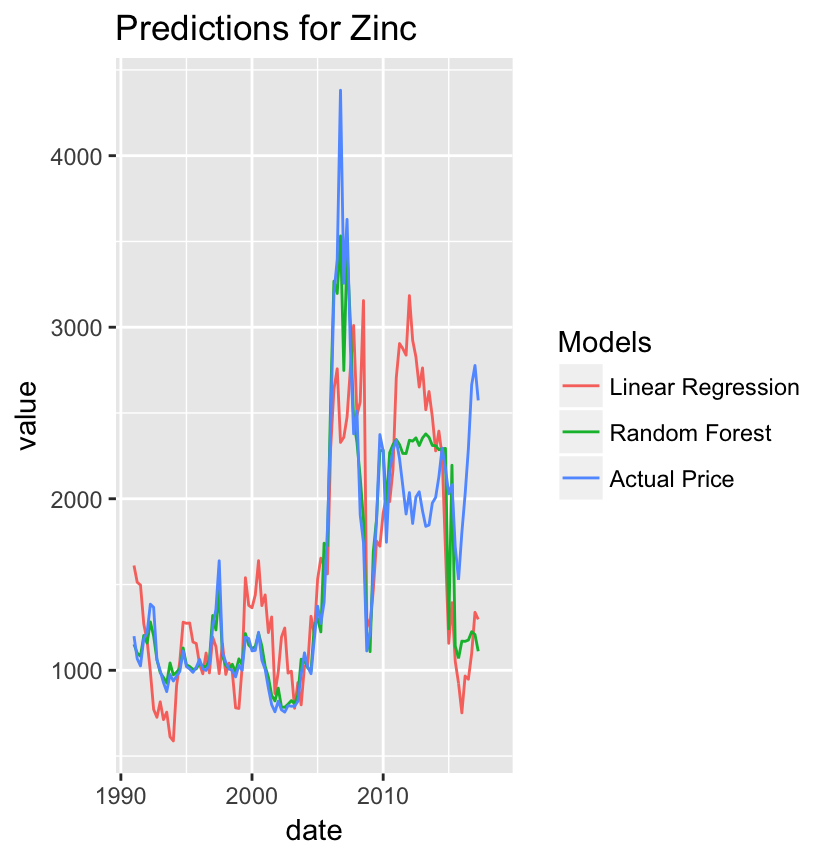 Predictions for Zinc
4000
3000
2000
1000
value
1990 2000 2010
date
Models
Linear Regression
Random Forest
Actual Price